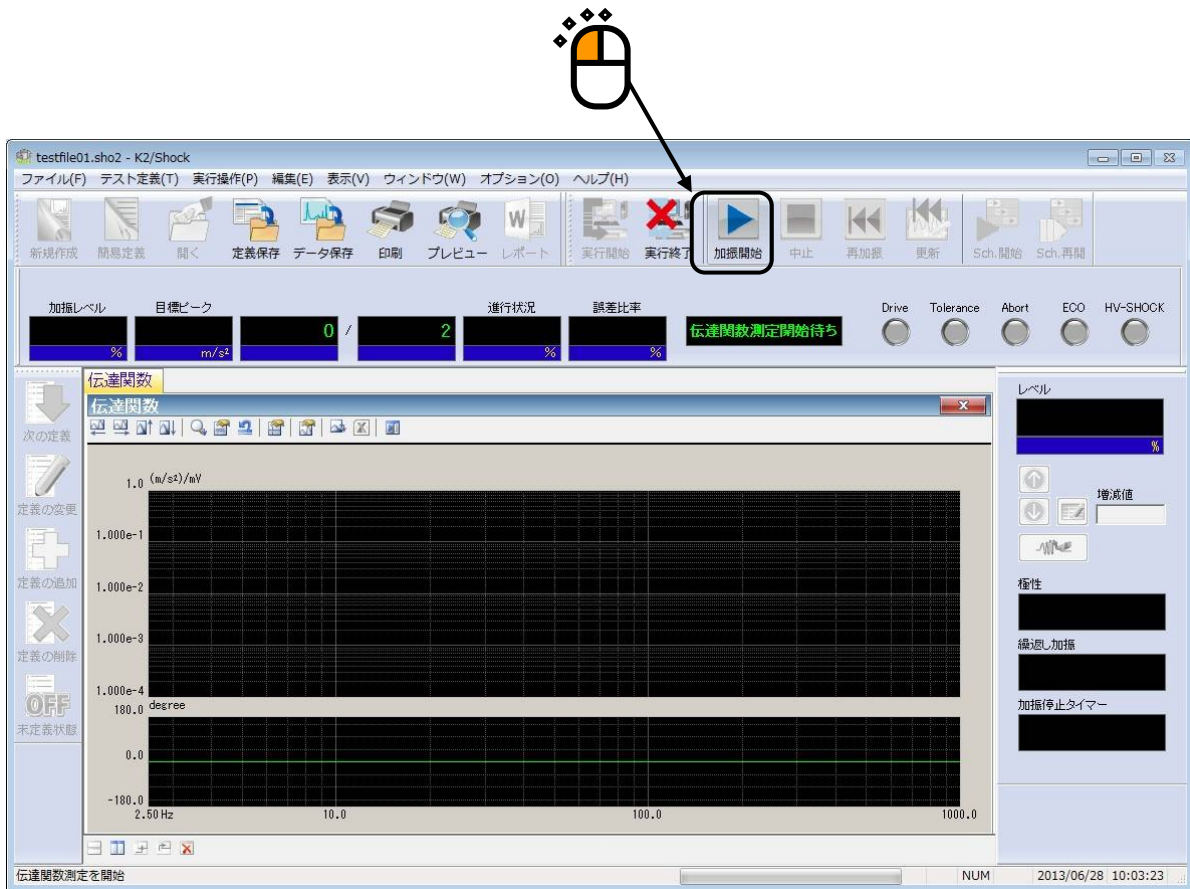 testfile01.sho2 - K2/Shock
ファイル(F) テスト定義(T) 実行操作(P) 編集(E) 表示(V) ウィンドウ(W) オプション(O) ヘルプ(H)
新規作成 簡易定義 開く 定義保存 データ保存 印刷 プレビュー レポート 実行開始 実行終了 加振開始 中止 再加振 更新 Sch.開始 Sch.再開
加振レベル 目標ピーク 進行状況 誤差比率 Drive Tolerance Abort ECO HV-SHOCK
0 / 2 伝達関数測定開始待ち
% m/s² % %
伝達関数
伝達関数
次の定義
定義の変更
定義の追加
定義の削除
OFF
未定義状態
1.0 (m/s²)/mV
1.000e-1
1.000e-2
1.000e-3
1.000e-4
180.0 degree
0.0
-180.0
2.50 Hz 10.0 100.0 1000.0
レベル
%
増減値
極性
繰返し加振
加振停止タイマー
伝達関数測定を開始 NUM 2013/06/28 10:03:23